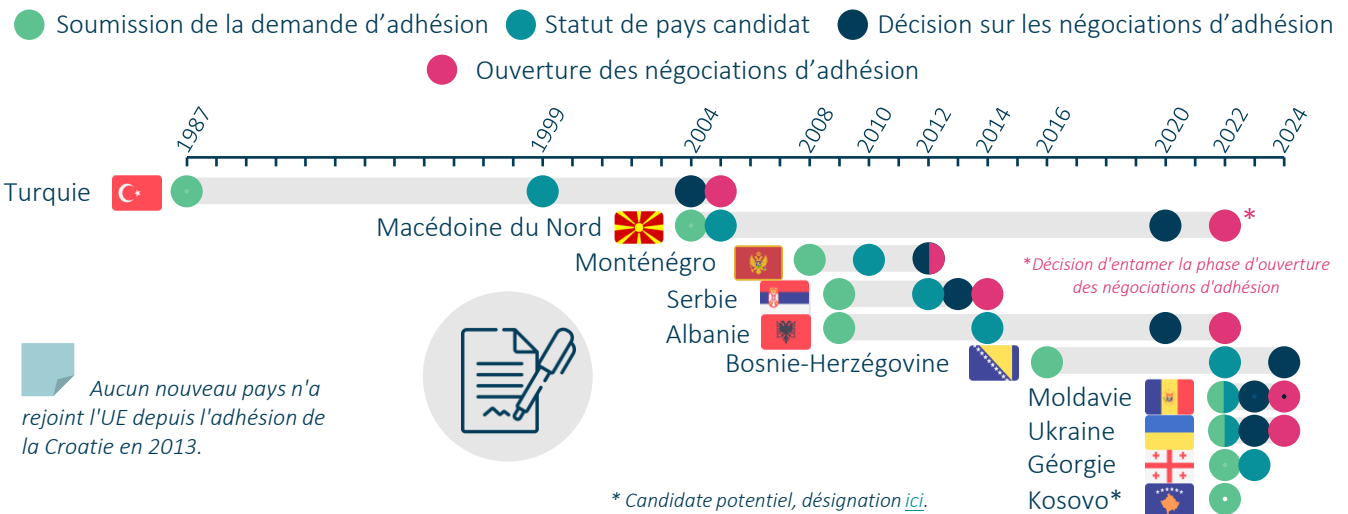 Soumission de la demande d’adhésion
Statut de pays candidat
Décision sur les négociations d’adhésion
Ouverture des négociations d’adhésion
1987
1999
2004
2008
2010
2012
2014
2016
2020
2022
2024
Turquie
Macédoine du Nord
*
Monténégro
*Décision d'entamer la phase d'ouverture
des négociations d'adhésion
Serbie
Albanie
Bosnie-Herzégovine
Aucun nouveau pays n'a
rejoint l'UE depuis l'adhésion de
la Croatie en 2013.
Moldavie
Ukraine
Géorgie
Kosovo*
* Candidate potentiel, désignation ici.